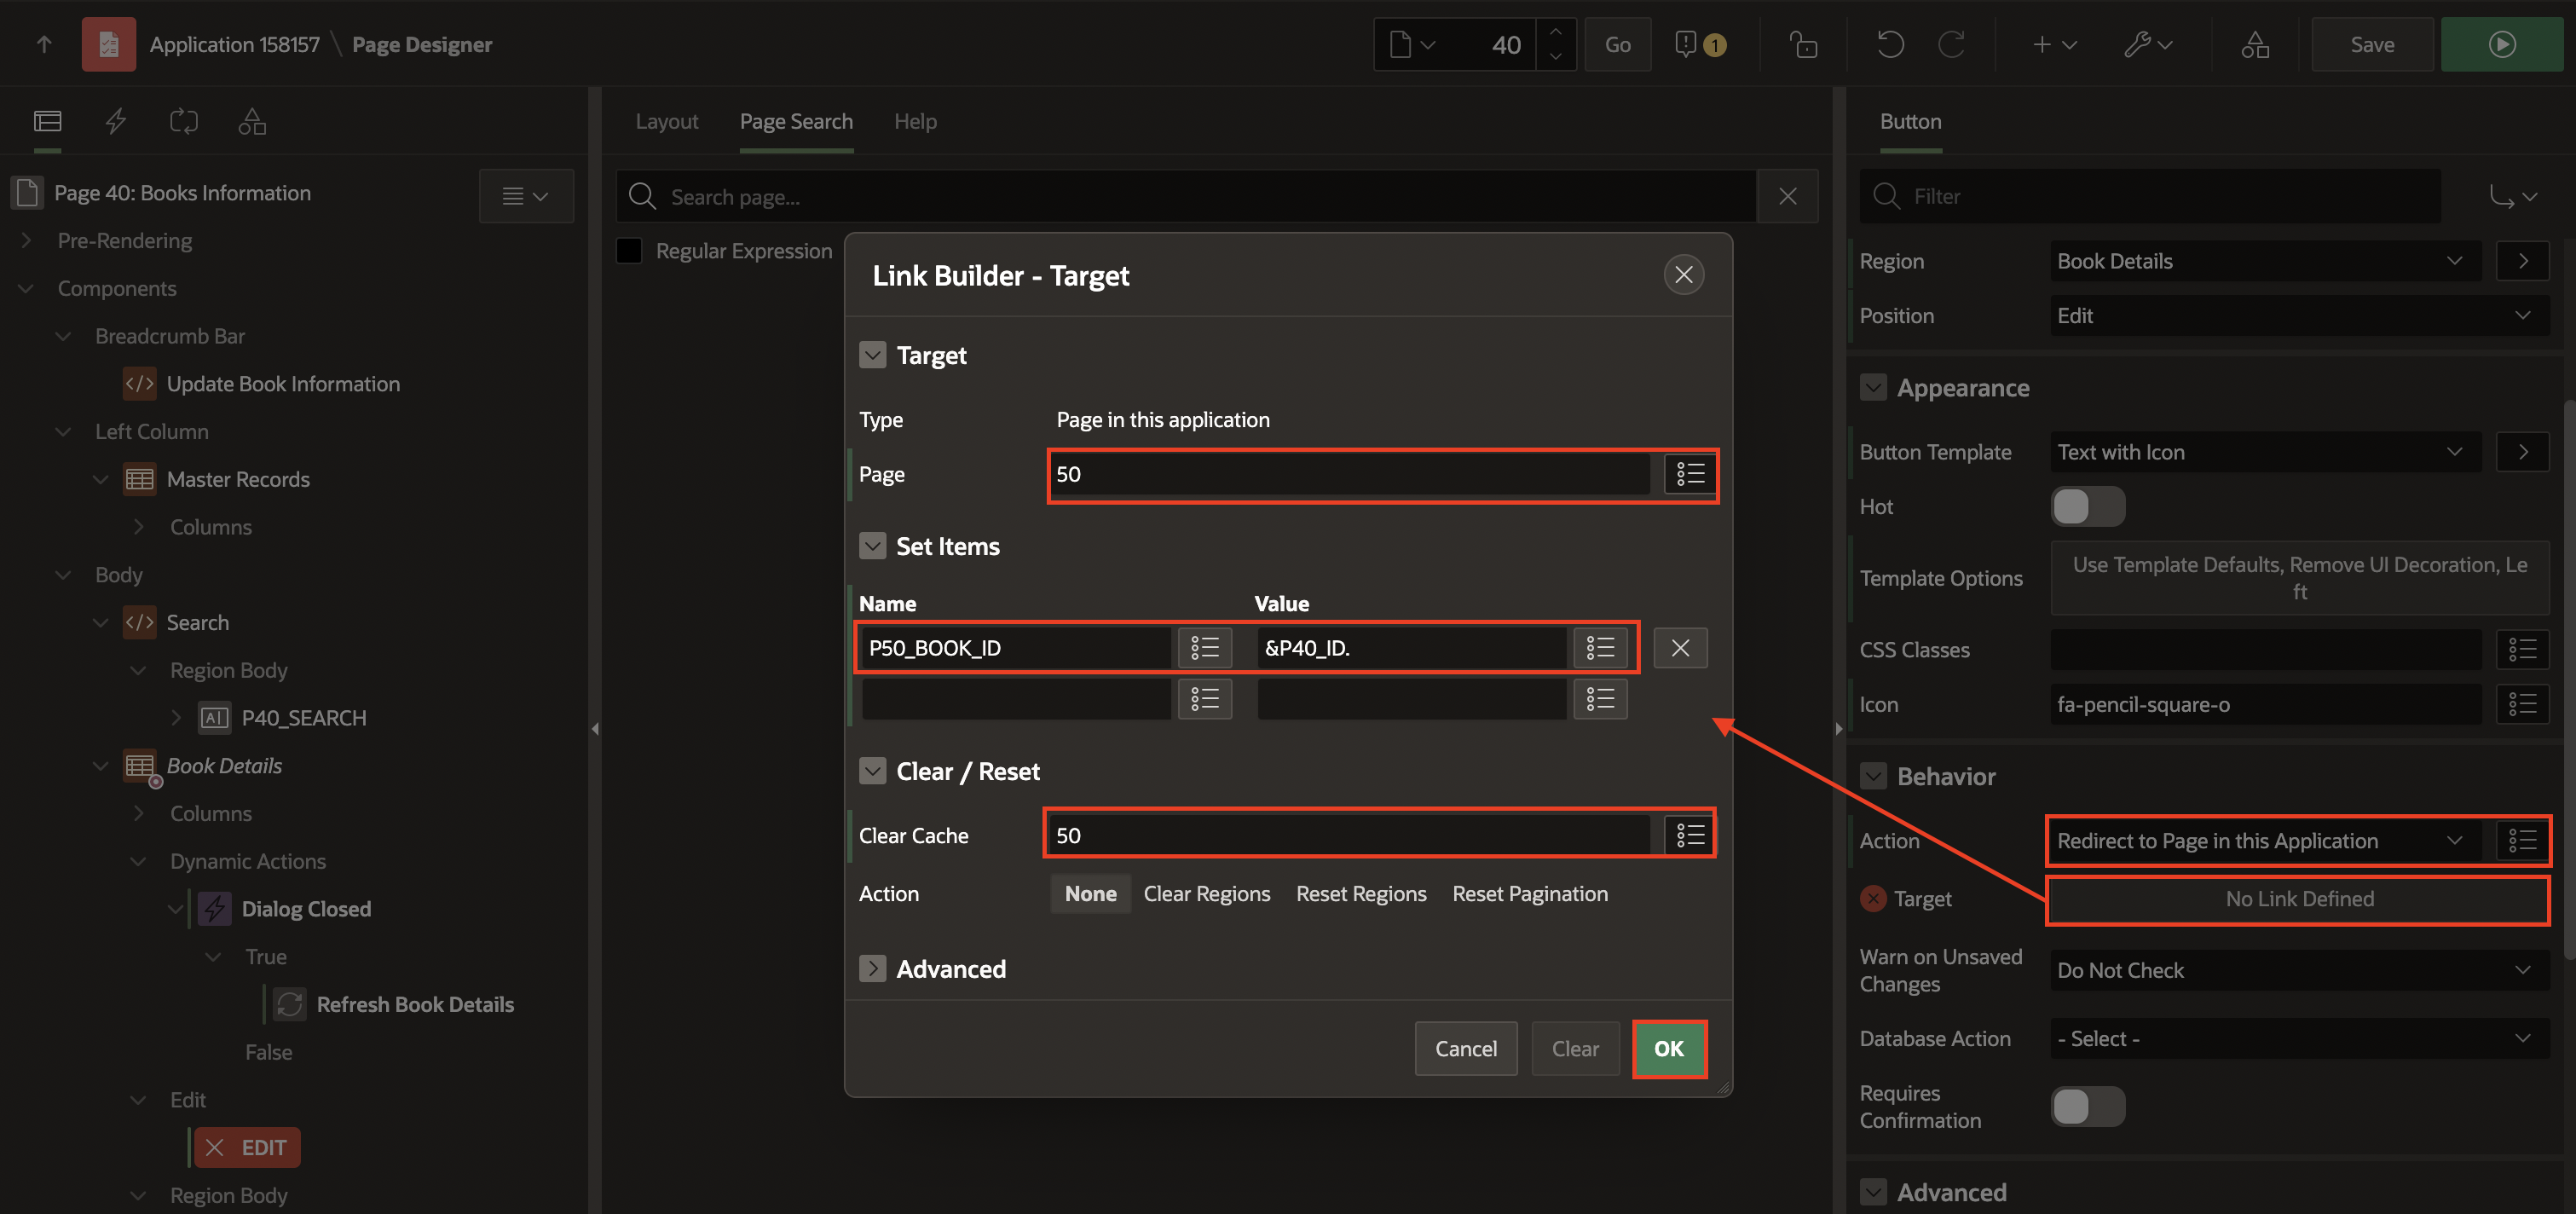 Application 158157 \ Page Designer
40
Go
1
Save
Page 40: Books Information
Pre-Rendering
Components
Breadcrumb Bar
</> Update Book Information
Left Column
Master Records
Columns
Body
</> Search
Region Body
A P40_SEARCH
Book Details
Columns
Dynamic Actions
Dialog Closed
True
Refresh Book Details
False
Edit
EDIT
Region Body
Layout
Page Search
Help
Search page...
Regular Expression
Link Builder - Target
Target
Type Page in this application
Page 50
Set Items
Name Value
P50_BOOK_ID &P40_ID.
Clear / Reset
Clear Cache 50
Action None Clear Regions Reset Regions Reset Pagination
Advanced
Cancel
Clear
OK
Button
Filter
Region Book Details
Position Edit
Appearance
Button Template Text with Icon
Hot
Template Options Use Template Defaults, Remove UI Decoration, Le
ft
CSS Classes
Icon fa-pencil-square-o
Behavior
Action Redirect to Page in this Application
Target No Link Defined
Warn on Unsaved
Changes
Do Not Check
Database Action - Select -
Requires
Confirmation
Advanced